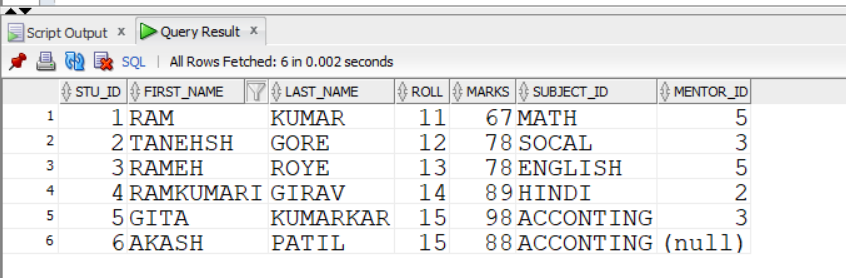 Script Output x Query Result x
SQL | All Rows Fetched: 6 in 0.002 seconds
STU_ID FIRST_NAME LAST_NAME ROLL MARKS SUBJECT_ID MENTOR_ID
1 1 RAM KUMAR 11 67 MATH 5
2 2 TANEHSH GORE 12 78 SOCAL 3
3 3 RAMEH ROYE 13 78 ENGLISH 5
4 4 RAMKUMARI GIRAV 14 89 HINDI 2
5 5 GITA KUMARKAR 15 98 ACCONTING 3
6 6 AKASH PATIL 15 88 ACCONTING (null)